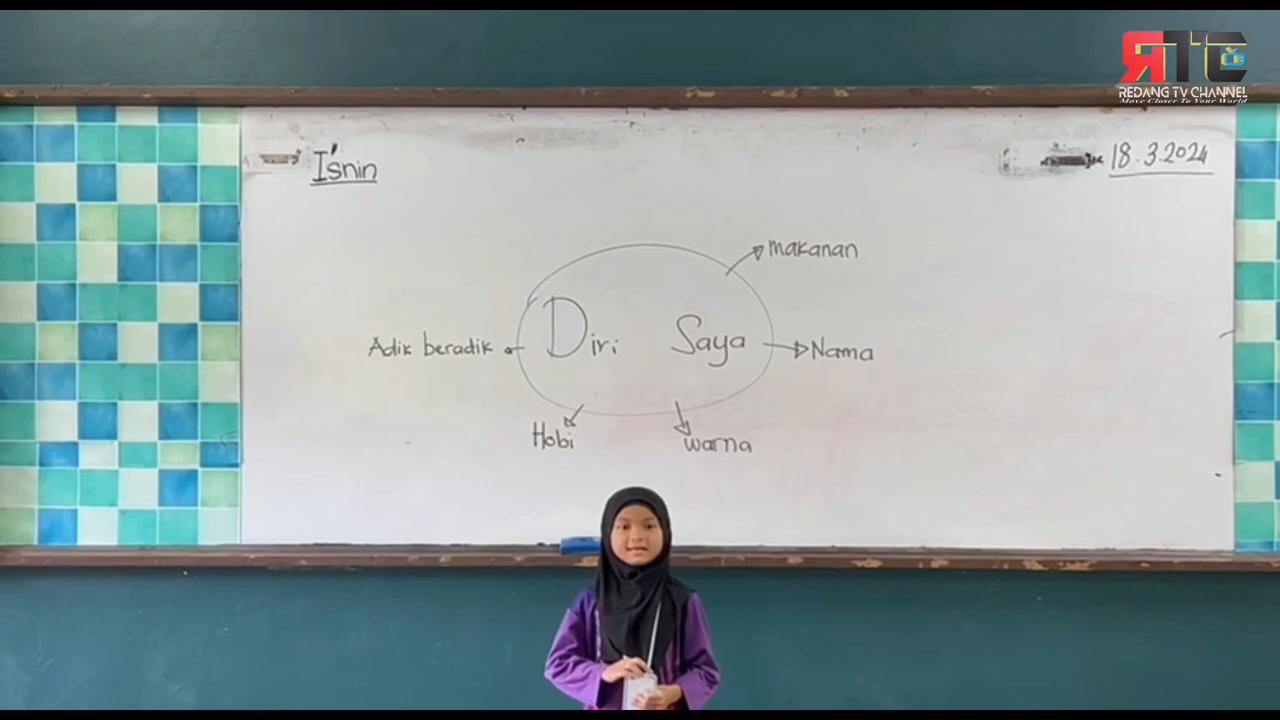 RTC
REDANG TV CHANNEL
Move Closer To Your World
Isnin
18.3.2024
makanan
Adik beradik
Diri Saya
Nama
Hobi
warna